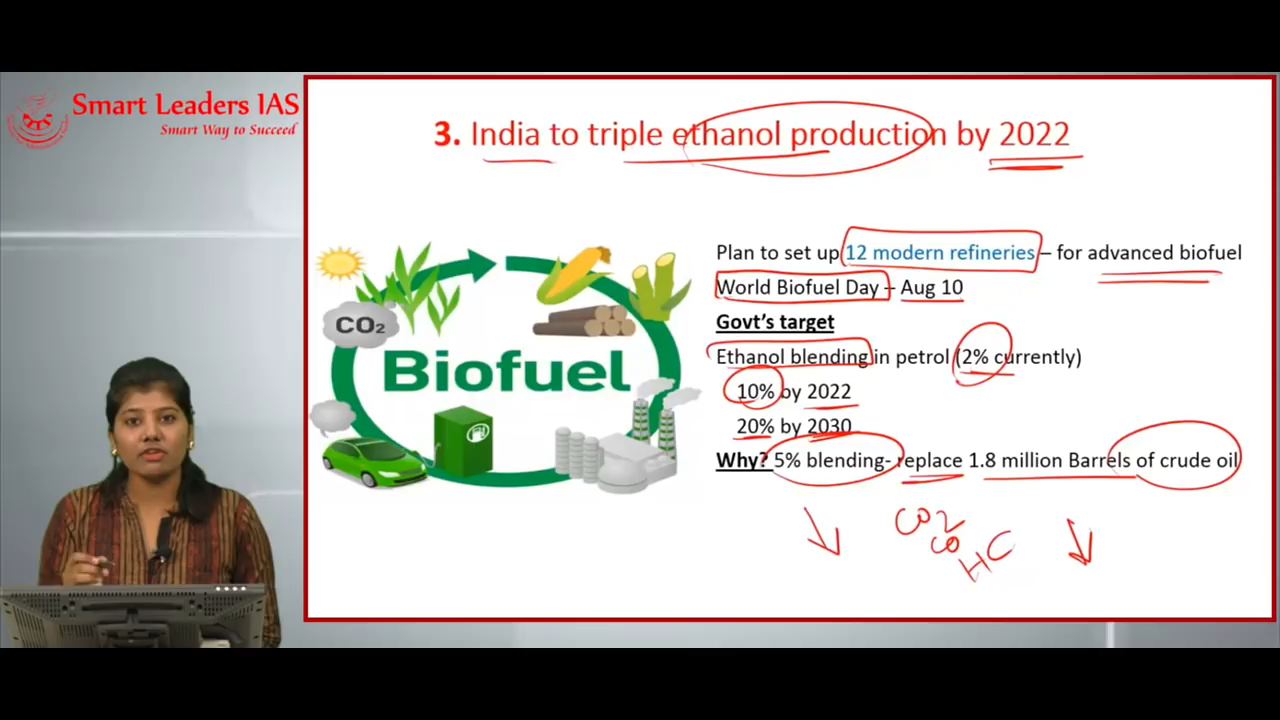 Smart Leaders IAS
Smart Way to Succeed
3. India to triple ethanol production by 2022
Plan to set up 12 modern refineries – for advanced biofuel
World Biofuel Day – Aug 10
Govt's target
Ethanol blending in petrol (2% currently)
10% by 2022
20% by 2030
Why? 5% blending- replace 1.8 million Barrels of crude oil
CO2
Biofuel
CO2
CO
HC